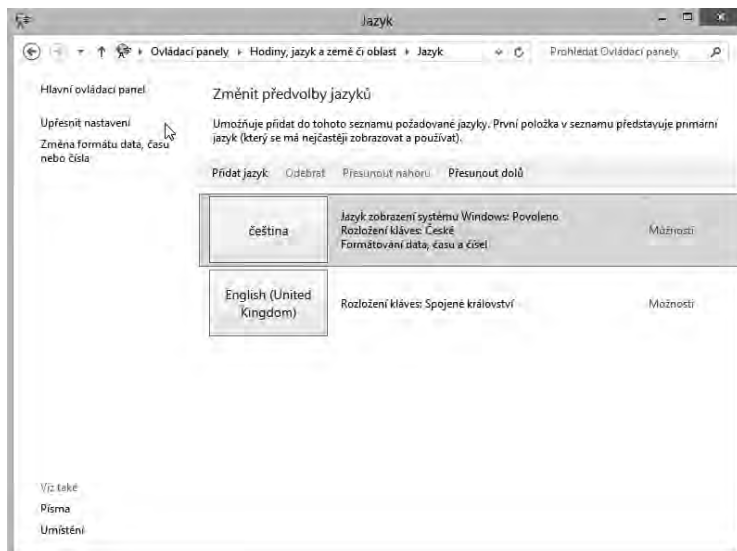 Jazyk
Ovládací panely Hodiny, jazyk a země či oblast Jazyk
Prohledat Ovládací panely
Hlavní ovládací panel
Upřesnit nastavení
Změna formátu data, času
nebo čísla
Změnit předvolby jazyků
Umožňuje přidat do tohoto seznamu požadované jazyky. První položka v seznamu představuje primární
jazyk (který se má nejčastěji zobrazovat a používat).
Přidat jazyk Odebrat Přesunout nahoru Přesunout dolů
čeština
Jazyk zobrazení systému Windows: Povoleno
Rozložení kláves: České
Formátování data, času a čísel
Možnosti
English (United
Kingdom)
Rozložení kláves: Spojené království
Možnosti
Viz také
Písma
Umístění